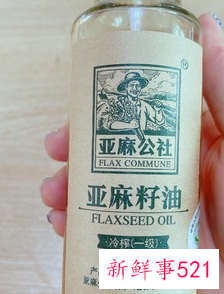 ®
亚麻公社
FLAX COMMUNE
亚麻籽油
FLAXSEED OIL
冷榨(一级)
产
新鲜事521